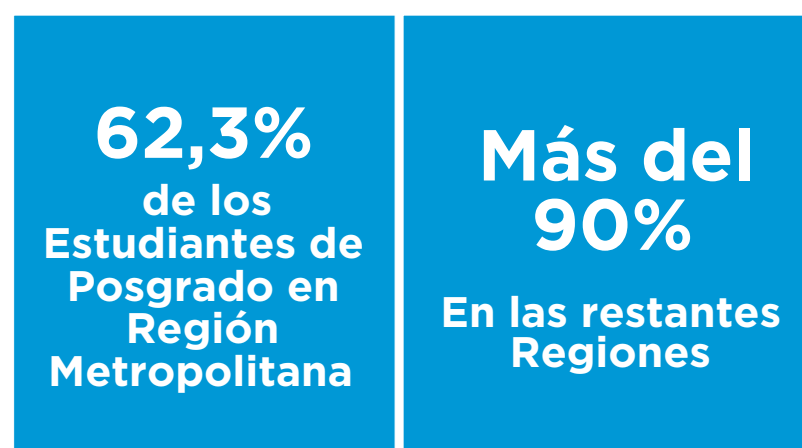 62,3%
de los
Estudiantes de
Posgrado en
Región
Metropolitana
Más del
90%
En las restantes
Regiones